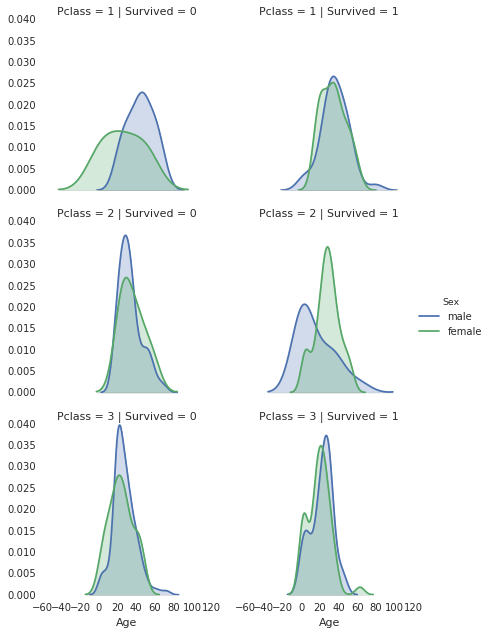 Pclass = 1 | Survived = 0
Pclass = 1 | Survived = 1
0.040
0.035
0.030
0.025
0.020
0.015
0.010
0.005
0.000
Pclass = 2 | Survived = 0
Pclass = 2 | Survived = 1
0.040
0.035
0.030
0.025
0.020
0.015
0.010
0.005
0.000
Sex
male
female
Pclass = 3 | Survived = 0
Pclass = 3 | Survived = 1
0.040
0.035
0.030
0.025
0.020
0.015
0.010
0.005
0.000
−60 −40 −20 0 20 40 60 80 100 120
−60 −40 −20 0 20 40 60 80 100 120
Age
Age